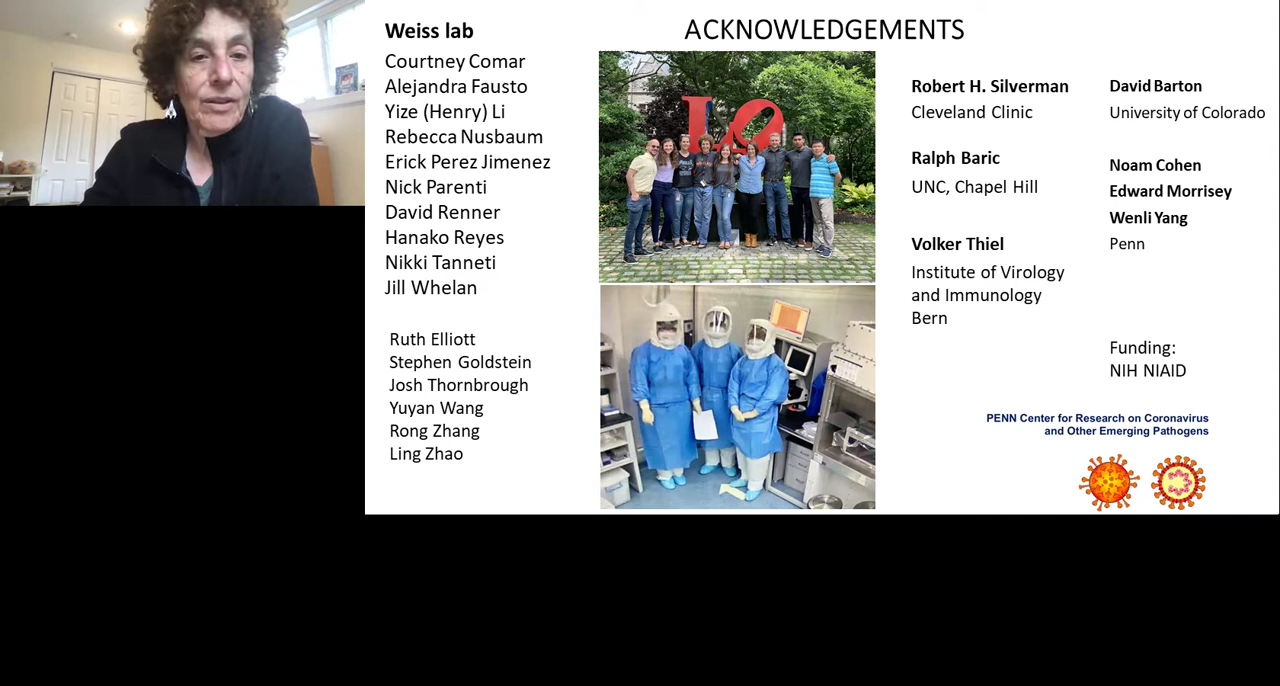 ACKNOWLEDGEMENTS
Weiss lab
Courtney Comar
Alejandra Fausto
Yize (Henry) Li
Rebecca Nusbaum
Erick Perez Jimenez
Nick Parenti
David Renner
Hanako Reyes
Nikki Tanneti
Jill Whelan
Ruth Elliott
Stephen Goldstein
Josh Thornbrough
Yuyan Wang
Rong Zhang
Ling Zhao
Robert H. Silverman
Cleveland Clinic
Ralph Baric
UNC, Chapel Hill
Volker Thiel
Institute of Virology
and Immunology
Bern
David Barton
University of Colorado
Noam Cohen
Edward Morrisey
Wenli Yang
Penn
Funding:
NIH NIAID
PENN Center for Research on Coronavirus
and Other Emerging Pathogens